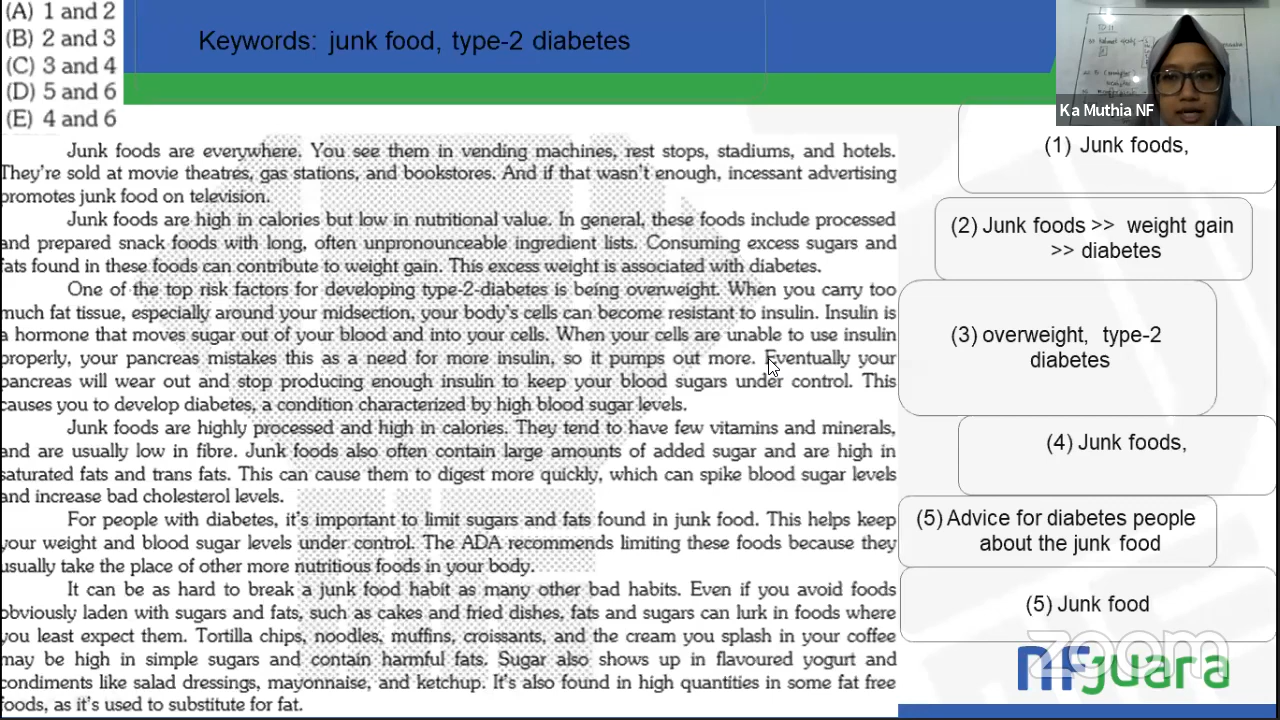 (A) 1 and 2
(B) 2 and 3
(C) 3 and 4
(D) 5 and 6
(E) 4 and 6
Keywords: junk food, type-2 diabetes
Ka Muthia NF
Junk foods are everywhere. You see them in vending machines, rest stops, stadiums, and hotels.
They're sold at movie theatres, gas stations, and bookstores. And if that wasn't enough, incessant advertising
promotes junk food on television.
Junk foods are high in calories but low in nutritional value. In general, these foods include processed
and prepared snack foods with long, often unpronounceable ingredient lists. Consuming excess sugars and
fats found in these foods can contribute to weight gain. This excess weight is associated with diabetes.
One of the top risk factors for developing type-2-diabetes is being overweight. When you carry too
much fat tissue, especially around your midsection, your body's cells can become resistant to insulin. Insulin is
a hormone that moves sugar out of your blood and into your cells. When your cells are unable to use insulin
properly, your pancreas mistakes this as a need for more insulin, so it pumps out more. Eventually your
pancreas will wear out and stop producing enough insulin to keep your blood sugars under control. This
causes you to develop diabetes, a condition characterized by high blood sugar levels.
Junk foods are highly processed and high in calories. They tend to have few vitamins and minerals,
and are usually low in fibre. Junk foods also often contain large amounts of added sugar and are high in
saturated fats and trans fats. This can cause them to digest more quickly, which can spike blood sugar levels
and increase bad cholesterol levels.
For people with diabetes, it's important to limit sugars and fats found in junk food. This helps keep
your weight and blood sugar levels under control. The ADA recommends limiting these foods because they
usually take the place of other more nutritious foods in your body.
It can be as hard to break a junk food habit as many other bad habits. Even if you avoid foods
obviously laden with sugars and fats, such as cakes and fried dishes, fats and sugars can lurk in foods where
you least expect them. Tortilla chips, noodles, muffins, croissants, and the cream you splash in your coffee
may be high in simple sugars and contain harmful fats. Sugar also shows up in flavoured yogurt and
condiments like salad dressings, mayonnaise, and ketchup. It's also found in high quantities in some fat free
foods, as it's used to substitute for fat.
(1) Junk foods,
(2) Junk foods >> weight gain
>> diabetes
(3) overweight, type-2
diabetes
(4) Junk foods,
(5) Advice for diabetes people
about the junk food
(5) Junk food
zoom
nfjuara